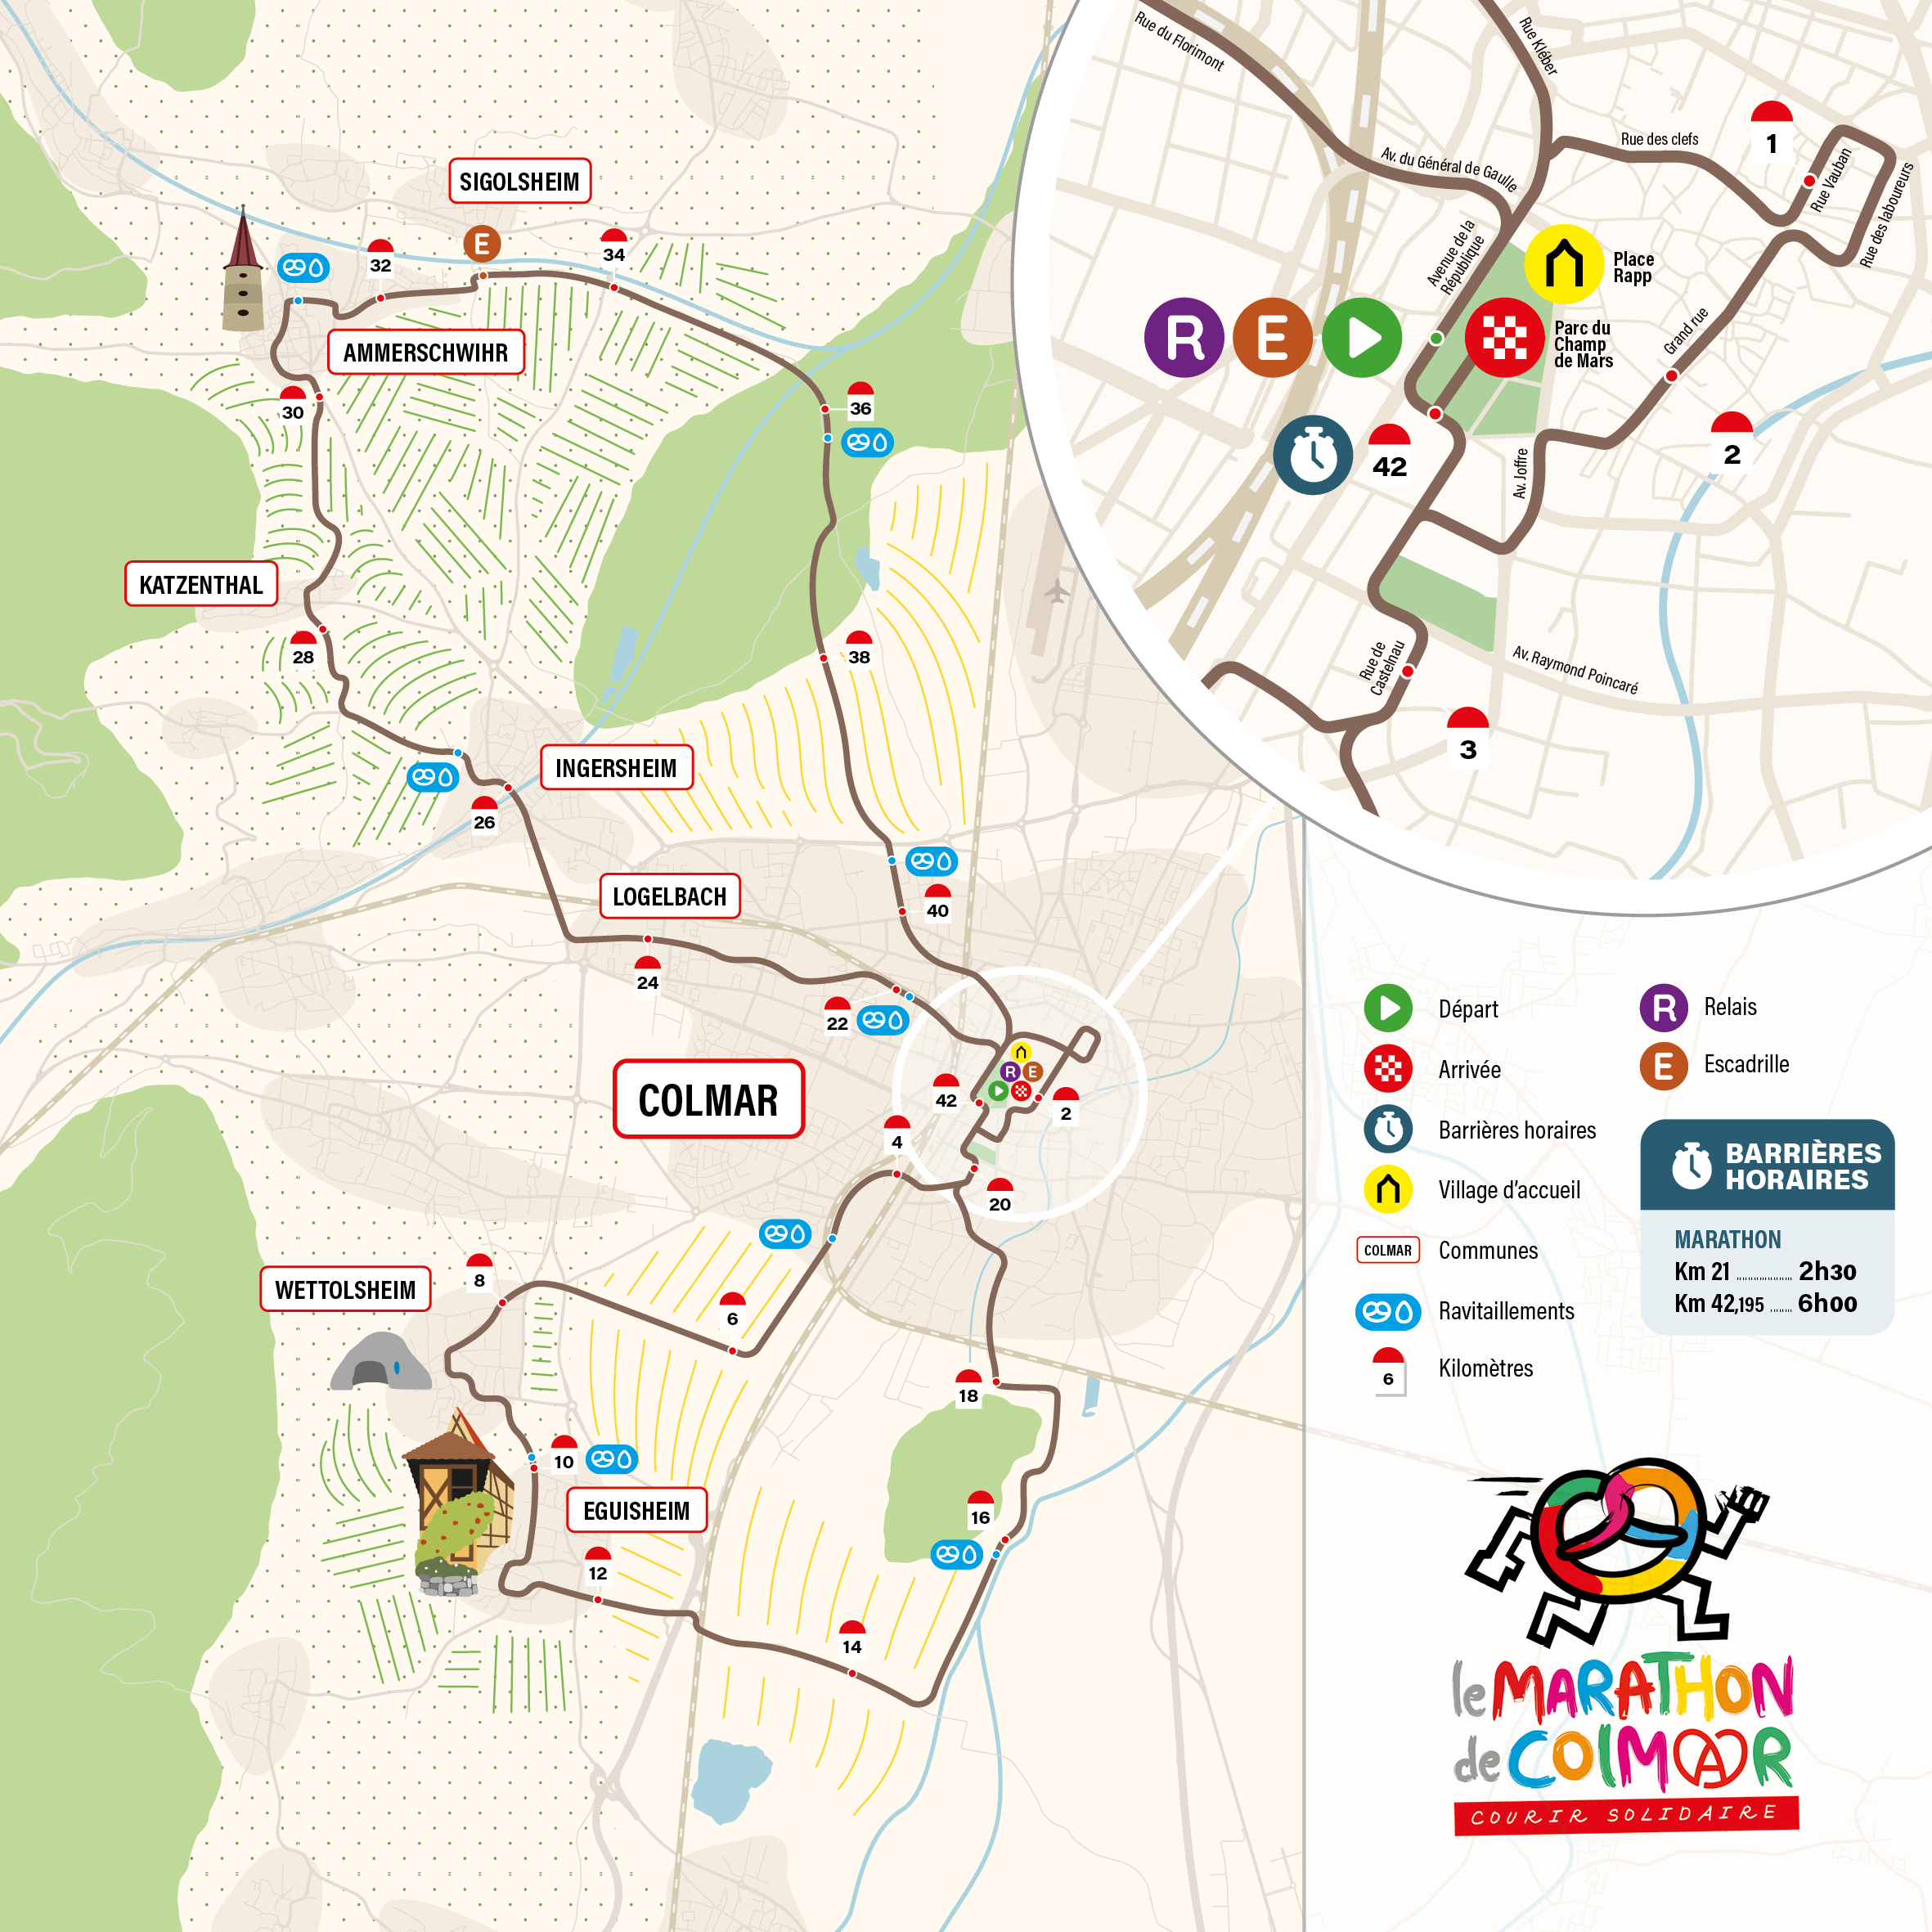 SIGOLSHEIM
E
32
34
AMMERSCHWIHR
30
36
KATZENTHAL
28
38
INGERSHEIM
26
LOGELBACH
40
24
22
COLMAR
R
E
42
2
4
20
WETTOLSHEIM
8
6
18
10
EGUISHEIM
16
12
14
Rue du Florimont
Rue Kléber
Av. du Général de Gaulle
Rue des clefs
1
Rue Vauban
Rue des laboureurs
Avenue de la
République
Place
Rapp
R
E
Parc du
Champ
de Mars
Grand rue
42
2
Av. Joffre
Rue de
Castelnau
Av. Raymond Poincaré
3
Départ
R
Relais
Arrivée
E
Escadrille
Barrières horaires
Village d'accueil
COLMAR
Communes
Ravitaillements
6
Kilomètres
BARRIÈRES
HORAIRES
MARATHON
Km 21 .................... 2h30
Km 42,195 ....... 6h00
le MARATHON
de COlMAR
COURIR SOLIDAIRE